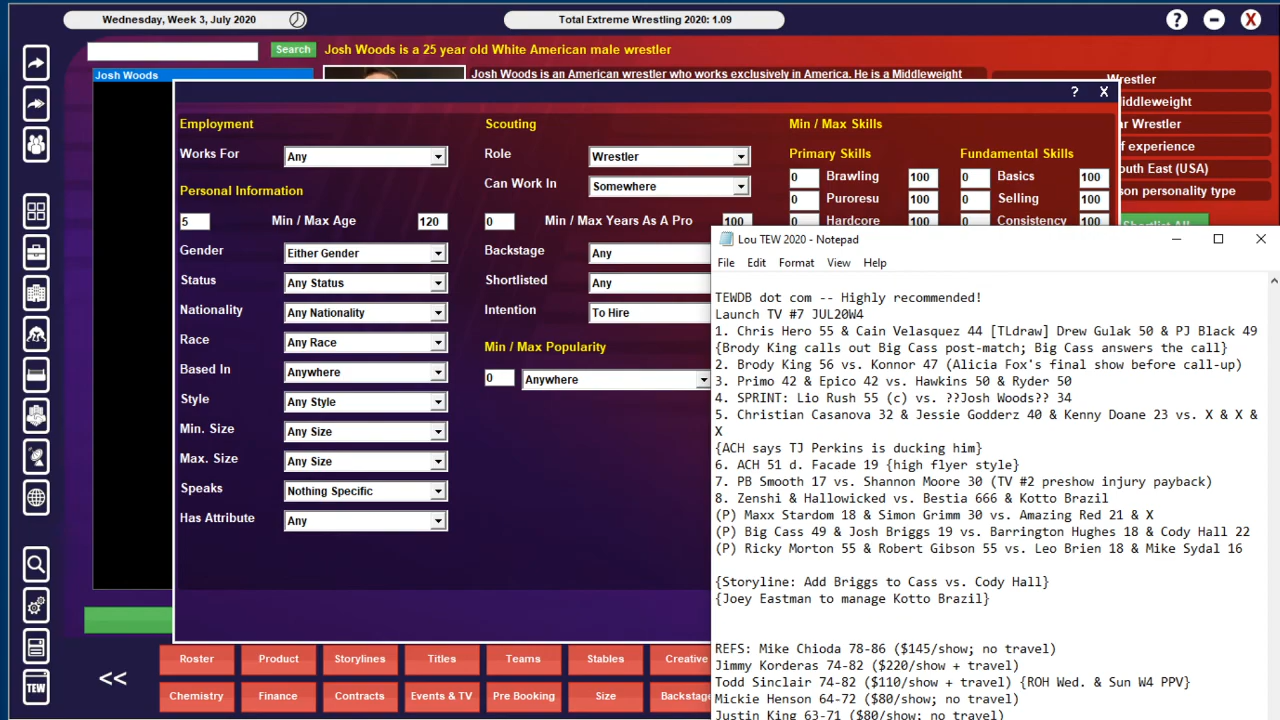 Wednesday, Week 3, July 2020
Total Extreme Wrestling 2020: 1.09
? X
Search
Josh Woods is a 25 year old White American male wrestler
Josh Woods
Josh Woods is an American wrestler who works exclusively in America. He is a Middleweight
Wrestler
iddleweight
r Wrestler
f experience
outh East (USA)
son personality type
Shortlist All
? X
Employment
Works For Any
Personal Information
5 Min / Max Age 120
Gender Either Gender
Status Any Status
Nationality Any Nationality
Race Any Race
Based In Anywhere
Style Any Style
Min. Size Any Size
Max. Size Any Size
Speaks Nothing Specific
Has Attribute Any
Scouting
Role Wrestler
Can Work In Somewhere
0 Min / Max Years As A Pro 100
Backstage Any
Shortlisted Any
Intention To Hire
Min / Max Popularity
0 Anywhere
Min / Max Skills
Primary Skills Fundamental Skills
0 Brawling 100 0 Basics 100
0 Puroresu 100 0 Selling 100
0 Hardcore 100 0 Consistency 100
Lou TEW 2020 - Notepad
File Edit Format View Help
TEWDB dot com -- Highly recommended!
Launch TV #7 JUL20W4
1. Chris Hero 55 & Cain Velasquez 44 [TLdraw] Drew Gulak 50 & PJ Black 49
{Brody King calls out Big Cass post-match; Big Cass answers the call}
2. Brody King 56 vs. Konnor 47 (Alicia Fox's final show before call-up)
3. Primo 42 & Epico 42 vs. Hawkins 50 & Ryder 50
4. SPRINT: Lio Rush 55 (c) vs. ??Josh Woods?? 34
5. Christian Casanova 32 & Jessie Godderz 40 & Kenny Doane 23 vs. X & X &
X
{ACH says TJ Perkins is ducking him}
6. ACH 51 d. Facade 19 {high flyer style}
7. PB Smooth 17 vs. Shannon Moore 30 (TV #2 preshow injury payback)
8. Zenshi & Hallowicked vs. Bestia 666 & Kotto Brazil
(P) Maxx Stardom 18 & Simon Grimm 30 vs. Amazing Red 21 & X
(P) Big Cass 49 & Josh Briggs 19 vs. Barrington Hughes 18 & Cody Hall 22
(P) Ricky Morton 55 & Robert Gibson 55 vs. Leo Brien 18 & Mike Sydal 16
{Storyline: Add Briggs to Cass vs. Cody Hall}
{Joey Eastman to manage Kotto Brazil}
REFS: Mike Chioda 78-86 ($145/show; no travel)
Jimmy Korderas 74-82 ($220/show + travel)
Todd Sinclair 74-82 ($110/show + travel) {ROH Wed. & Sun W4 PPV}
Mickie Henson 64-72 ($80/show; no travel)
Justin King 63-71 ($80/show; no travel)
<< Roster Product Storylines Titles Teams Stables Creative
Chemistry Finance Contracts Events & TV Pre Booking Size Backstage
TEW